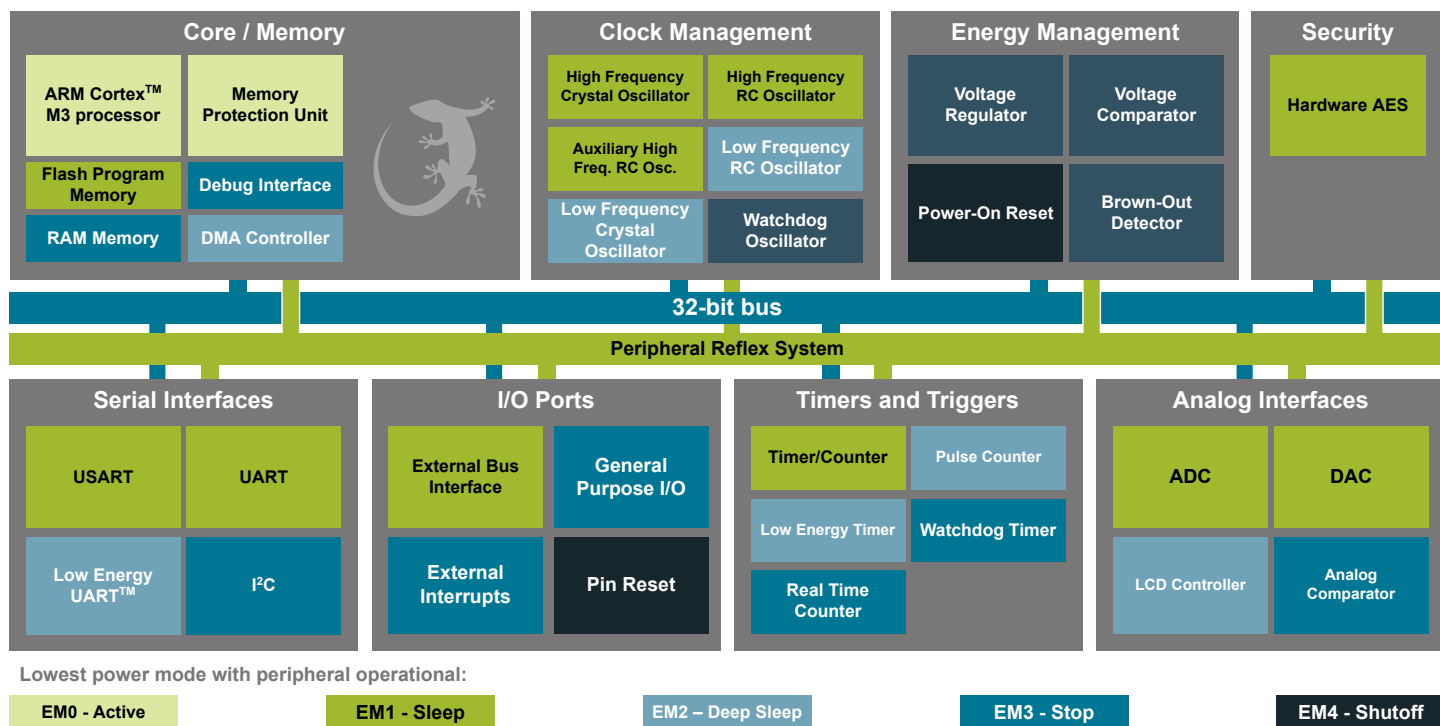 Core / Memory
ARM Cortex™
M3 processor
Memory
Protection Unit
Flash Program
Memory
Debug Interface
RAM Memory
DMA Controller
Clock Management
High Frequency
Crystal Oscillator
High Frequency
RC Oscillator
Auxiliary High
Freq. RC Osc.
Low Frequency
RC Oscillator
Low Frequency
Crystal
Oscillator
Watchdog
Oscillator
Energy Management
Voltage
Regulator
Voltage
Comparator
Power-On Reset
Brown-Out
Detector
Security
Hardware AES
32-bit bus
Peripheral Reflex System
Serial Interfaces
USART
UART
Low Energy
UART™
I²C
I/O Ports
External Bus
Interface
General
Purpose I/O
External
Interrupts
Pin Reset
Timers and Triggers
Timer/Counter
Pulse Counter
Low Energy Timer
Watchdog Timer
Real Time
Counter
Analog Interfaces
ADC
DAC
LCD Controller
Analog
Comparator
Lowest power mode with peripheral operational:
EM0 - Active
EM1 - Sleep
EM2 – Deep Sleep
EM3 - Stop
EM4 - Shutoff